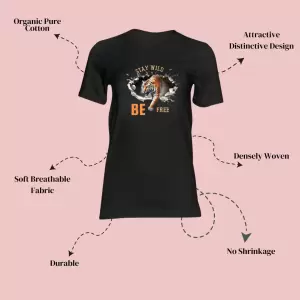 Organic Pure
Cotton
Attractive
Distinctive Design
STAY WILD
BE FREE
Densely Woven
Soft Breathable
Fabric
No Shrinkage
Durable